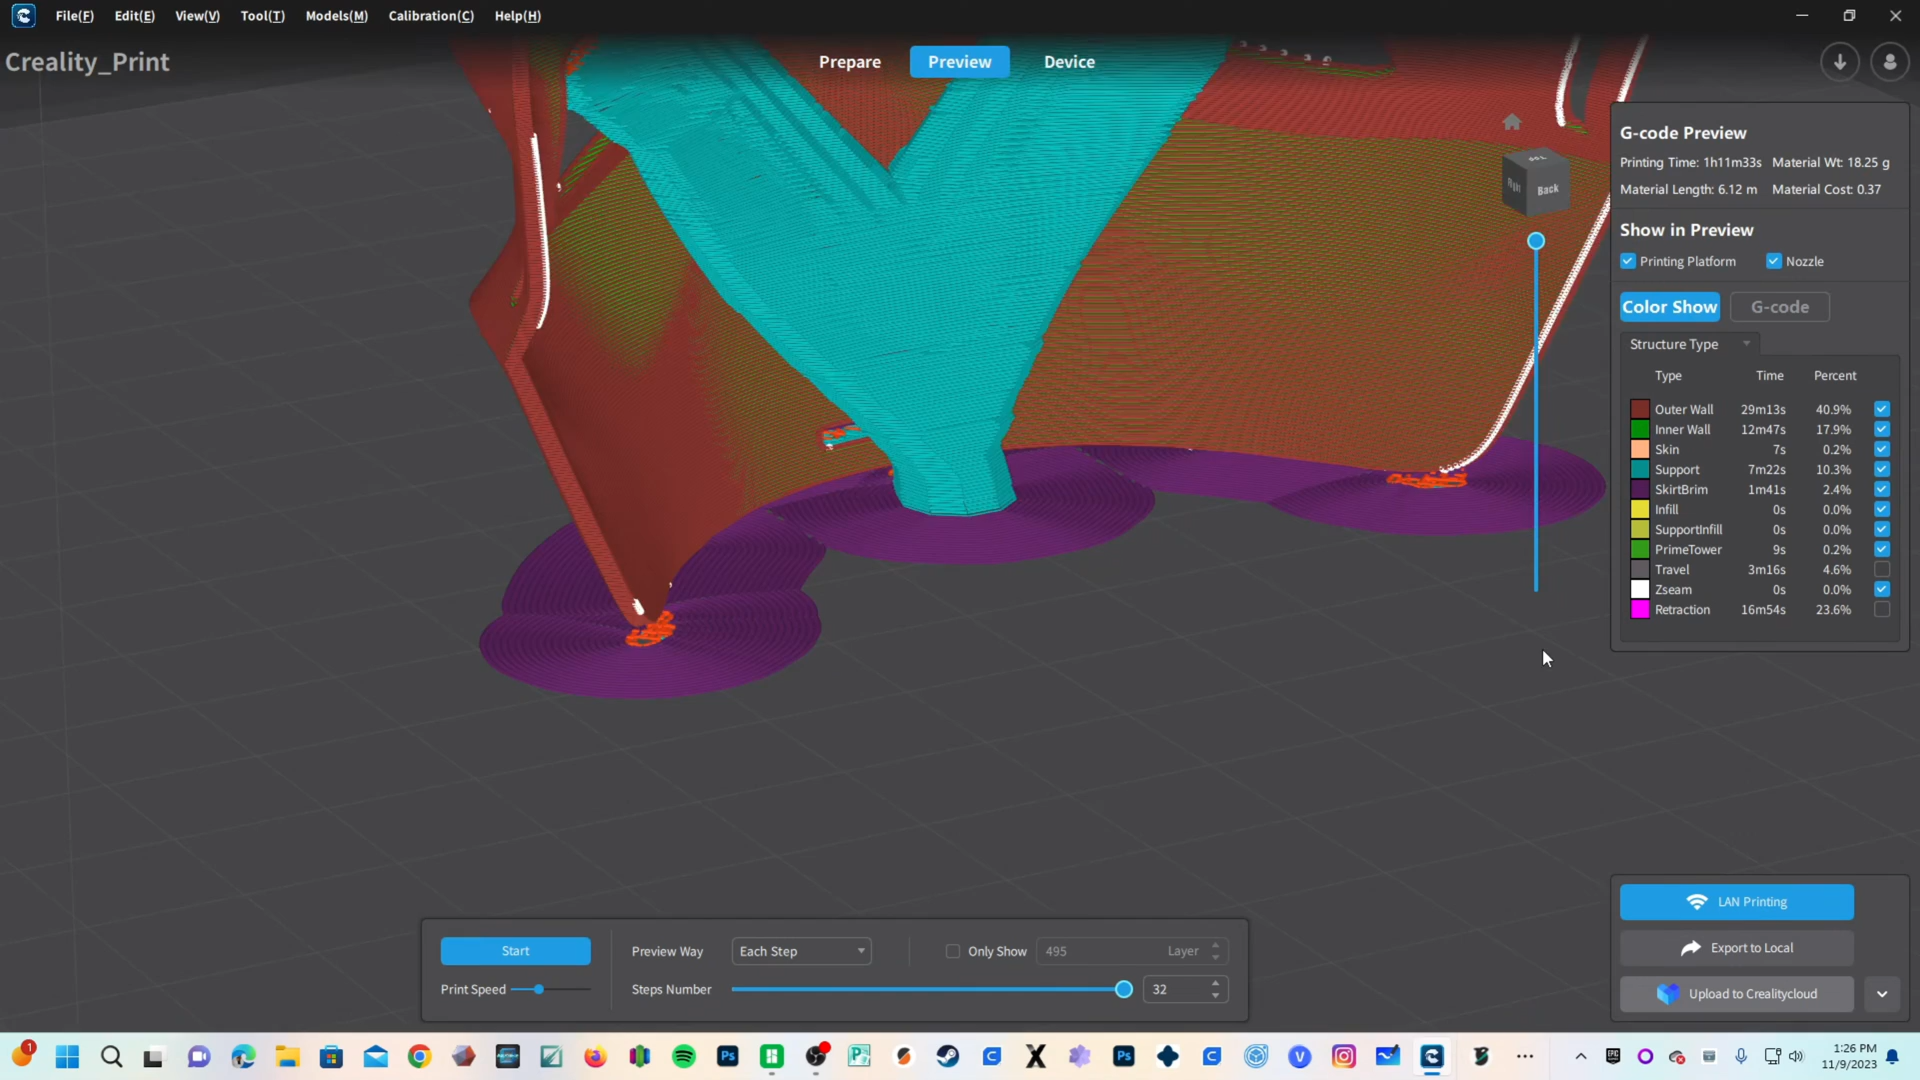 File(F) Edit(E) View(V) Tool(T) Models(M) Calibration(C) Help(H)
Creality_Print
Prepare Preview Device
G-code Preview
Printing Time: 1h11m33s Material Wt: 18.25 g
Material Length: 6.12 m Material Cost: 0.37
Back
Show in Preview
Printing Platform Nozzle
Color Show G-code
Structure Type
Type Time Percent
Outer Wall 29m13s 40.9%
Inner Wall 12m47s 17.9%
Skin 7s 0.2%
Support 7m22s 10.3%
SkirtBrim 1m41s 2.4%
Infill 0s 0.0%
SupportInfill 0s 0.0%
PrimeTower 9s 0.2%
Travel 3m16s 4.6%
Zseam 0s 0.0%
Retraction 16m54s 23.6%
LAN Printing
Export to Local
Upload to Crealitycloud
Start Preview Way Each Step Only Show 495 Layer
Print Speed Steps Number 32
1:26 PM
11/9/2023